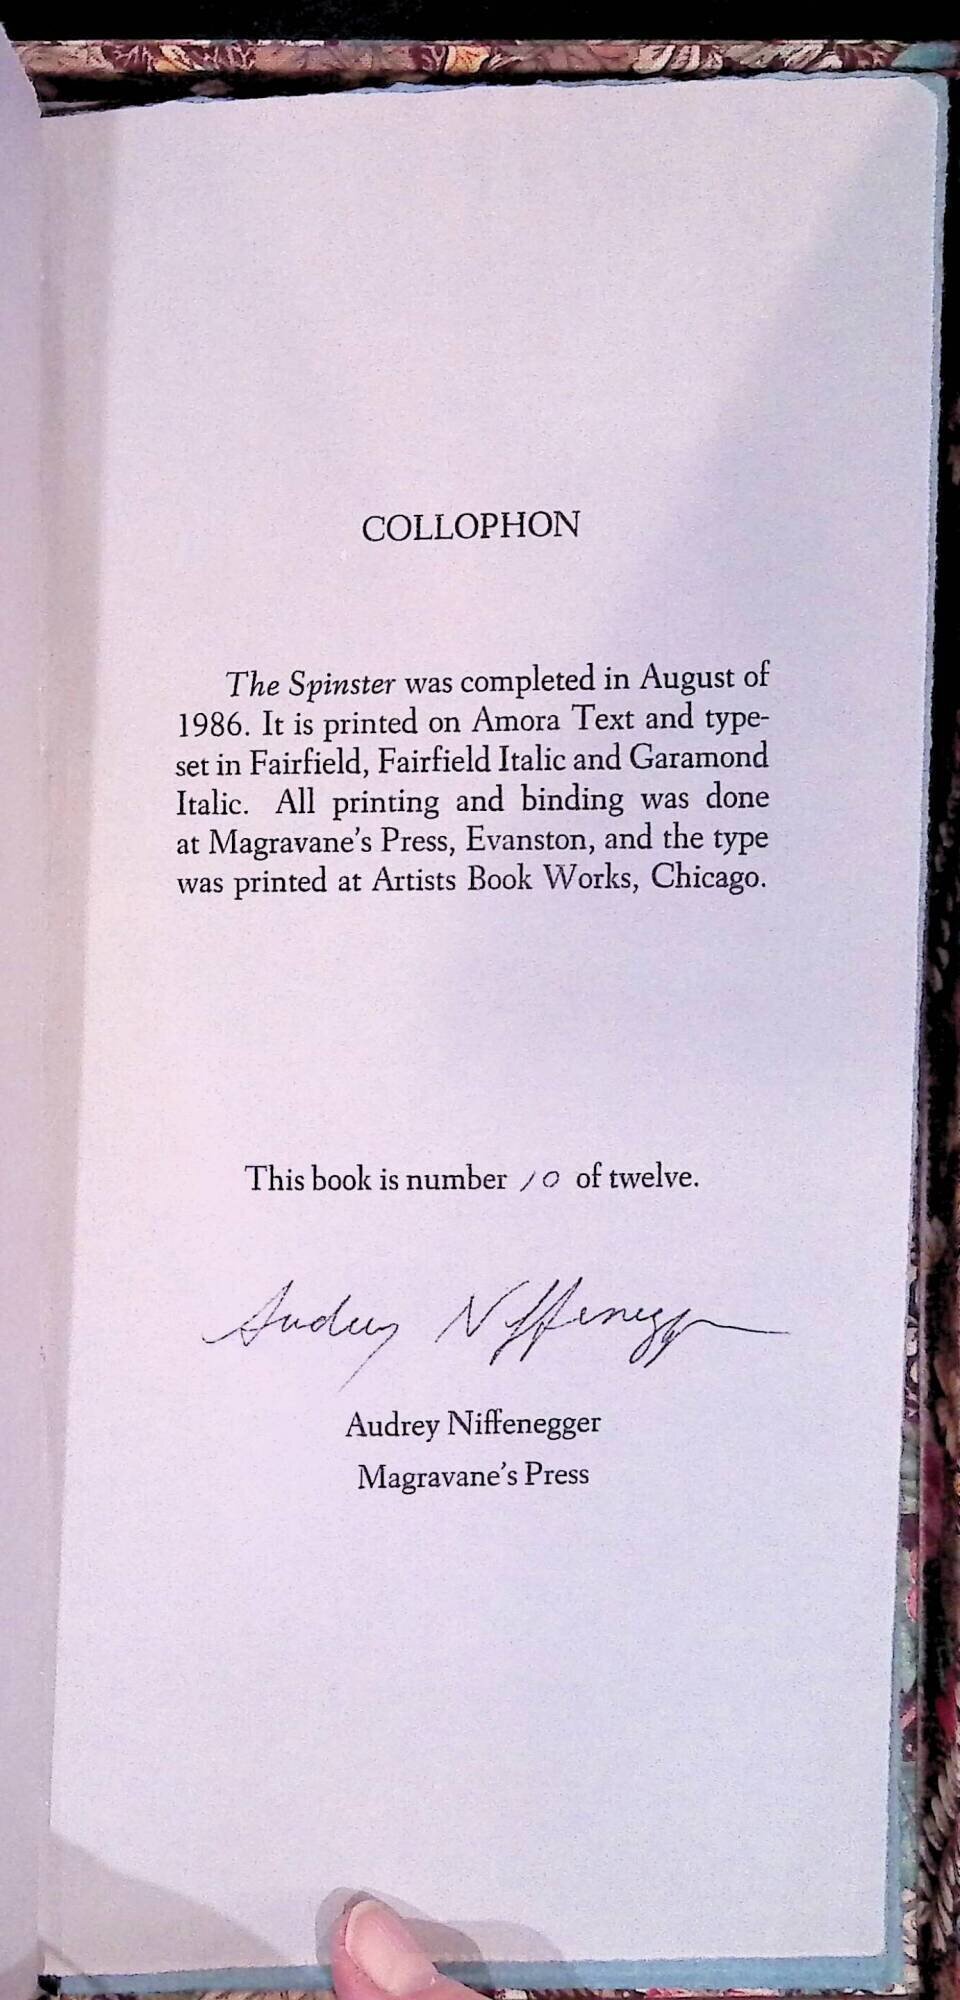 COLLOPHON
The Spinster was completed in August of
1986. It is printed on Amora Text and type-
set in Fairfield, Fairfield Italic and Garamond
Italic. All printing and binding was done
at Magravane's Press, Evanston, and the type
was printed at Artists Book Works, Chicago.
This book is number 10 of twelve.
Audrey Niffenegger
Audrey Niffenegger
Magravane's Press